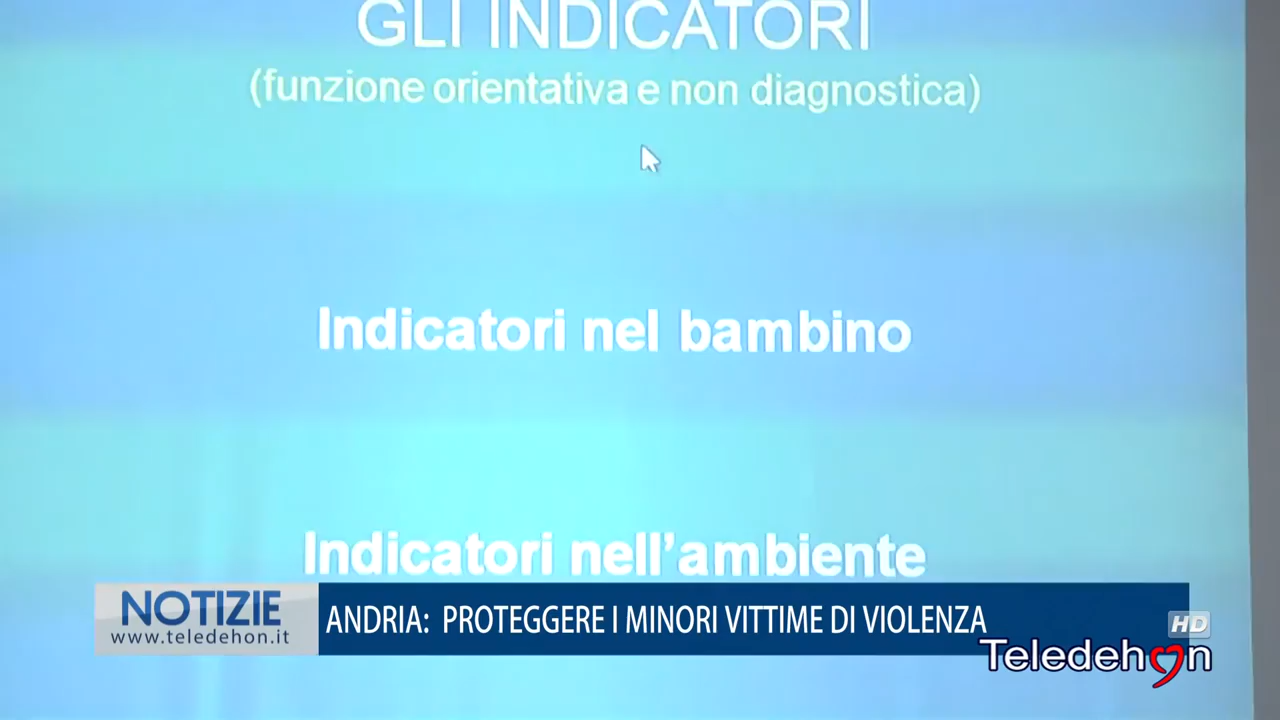 GLI INDICATORI
(funzione orientativa e non diagnostica)
Indicatori nel bambino
Indicatori nell'ambiente
NOTIZIE
www.teledehon.it
ANDRIA: PROTEGGERE I MINORI VITTIME DI VIOLENZA
HD
Teledehon